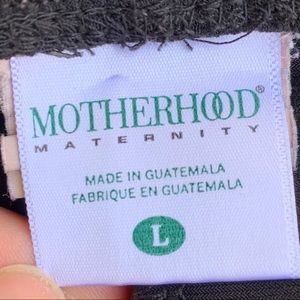 MOTHERHOOD®
MATERNITY
MADE IN GUATEMALA
FABRIQUE EN GUATEMALA
L